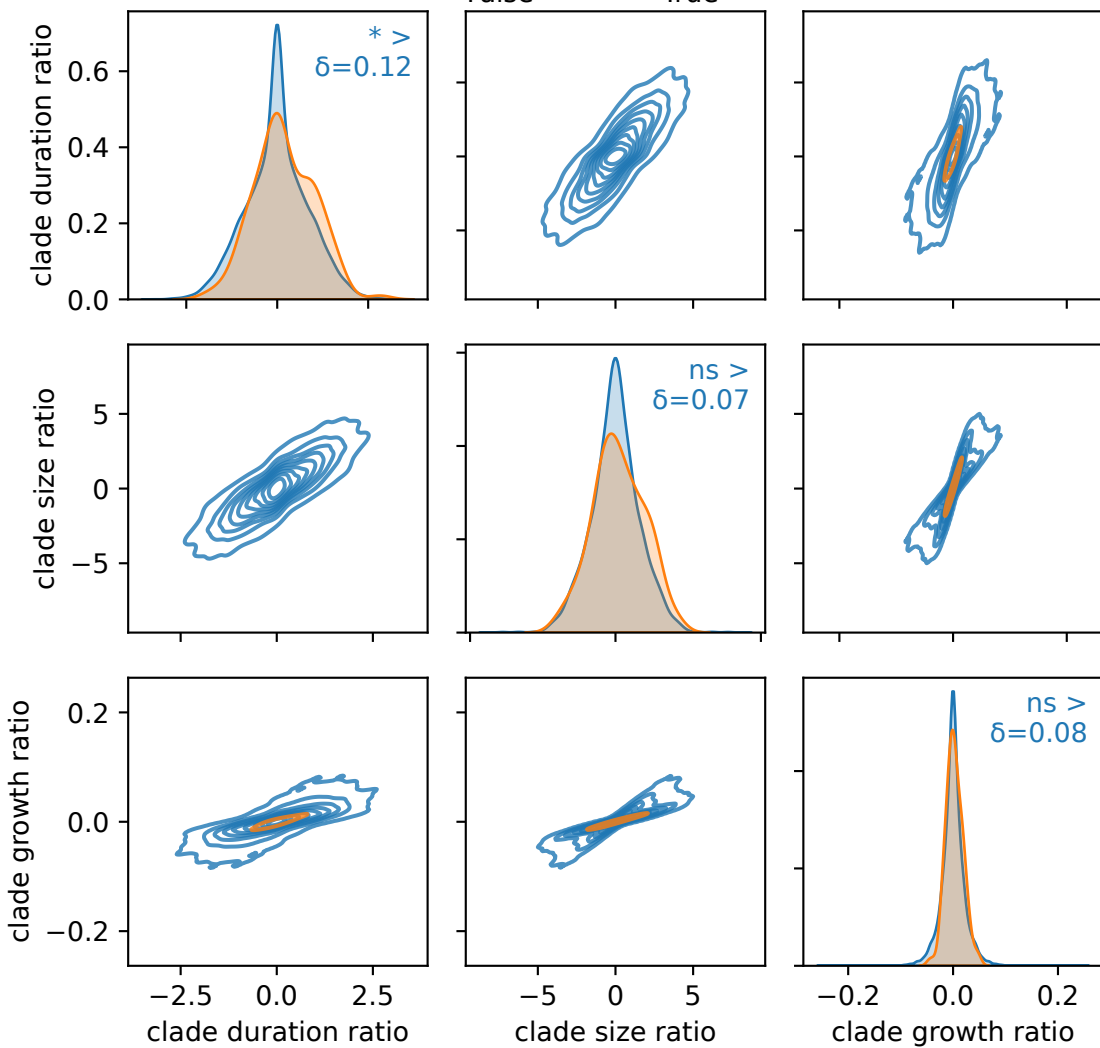 False True
clade duration ratio
0.6
0.4
0.2
0.0
* >
δ=0.12
clade size ratio
5
0
−5
ns >
δ=0.07
clade growth ratio
0.2
0.0
−0.2
ns >
δ=0.08
−2.5 0.0 2.5
−5 0 5
−0.2 0.0 0.2
clade duration ratio
clade size ratio
clade growth ratio